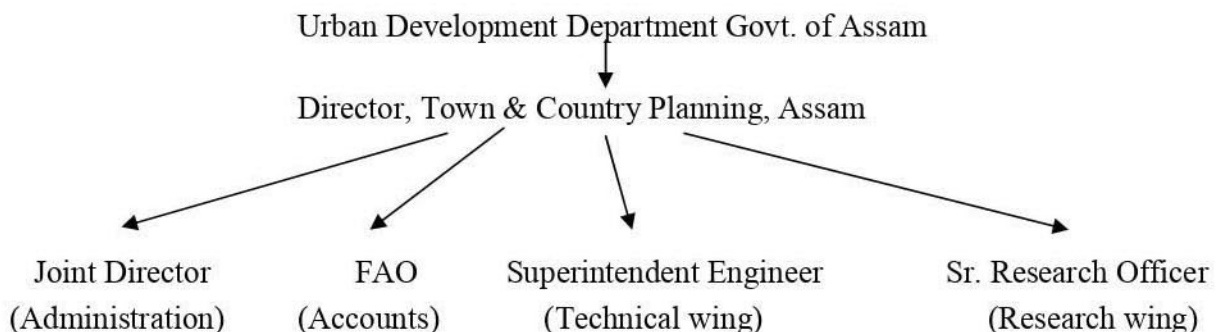 Urban Development Department Govt. of Assam
Director, Town & Country Planning, Assam
Joint Director FAO Superintendent Engineer Sr. Research Officer
(Administration) (Accounts) (Technical wing) (Research wing)